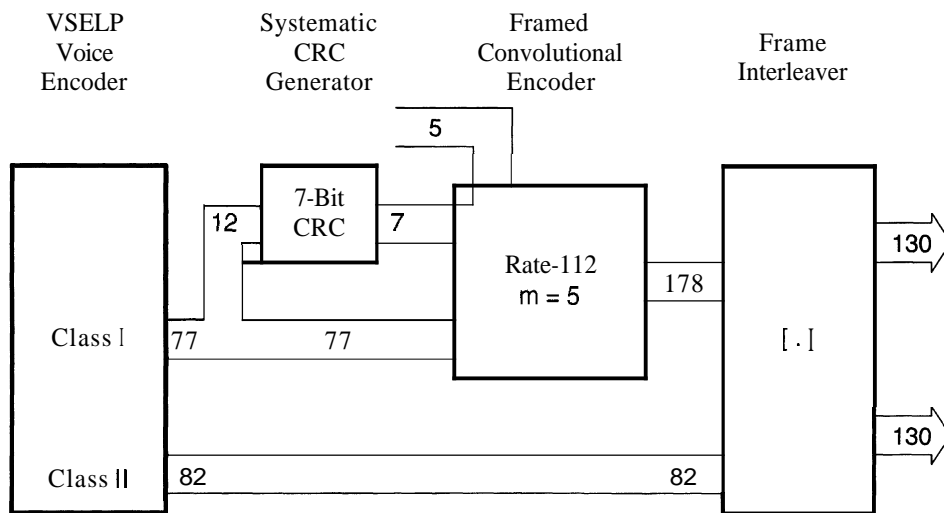 VSELP
Voice
Encoder
Systematic
CRC
Generator
Framed
Convolutional
Encoder
Frame
Interleaver
5
7-Bit
CRC
12
7
Rate-112
m = 5
178
130
Class I
77
77
[ . I
130
Class II
82
82